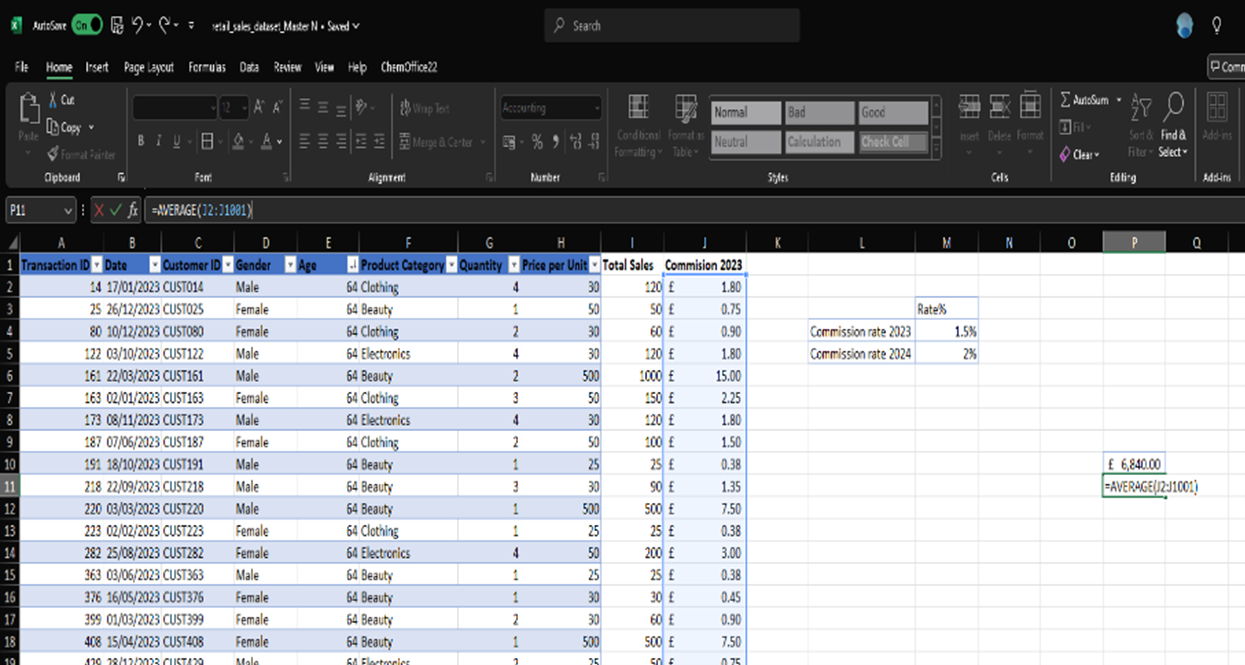 AutoSave On retail_sales_dataset_Master N • Saved Search
File Home Insert Page Layout Formulas Data Review View Help ChemOffice22 Comm
Paste Cut Copy Format Painter Clipboard
12 A A B I U A Font
Wrap Text Merge & Center Alignment
Accounting % Number
Conditional Formatting Format as Table Normal Bad Good Neutral Calculation Check Cell Styles
Insert Delete Format Cells
AutoSum Fill Clear Sort & Filter Find & Select Editing
Add-ins Add-ins
P11 fx =AVERAGE(J2:J1001)
A B C D E F G H I J K L M N O P Q
1 Transaction ID Date Customer ID Gender Age Product Category Quantity Price per Unit Total Sales Commision 2023
2 14 17/01/2023 CUST014 Male 64 Clothing 4 30 120 £ 1.80
3 25 26/12/2023 CUST025 Female 64 Beauty 1 50 50 £ 0.75 Rate%
4 80 10/12/2023 CUST080 Female 64 Clothing 2 30 60 £ 0.90 Commission rate 2023 1.5%
5 122 03/10/2023 CUST122 Male 64 Electronics 4 30 120 £ 1.80 Commission rate 2024 2%
6 161 22/03/2023 CUST161 Male 64 Beauty 2 500 1000 £ 15.00
7 163 02/01/2023 CUST163 Female 64 Clothing 3 50 150 £ 2.25
8 173 08/11/2023 CUST173 Male 64 Electronics 4 30 120 £ 1.80
9 187 07/06/2023 CUST187 Female 64 Clothing 2 50 100 £ 1.50
10 191 18/10/2023 CUST191 Male 64 Beauty 1 25 25 £ 0.38 £ 6,840.00
11 218 22/09/2023 CUST218 Male 64 Beauty 3 30 90 £ 1.35 =AVERAGE(J2:J1001)
12 220 03/03/2023 CUST220 Male 64 Beauty 1 500 500 £ 7.50
13 223 02/02/2023 CUST223 Female 64 Clothing 1 25 25 £ 0.38
14 282 25/08/2023 CUST282 Female 64 Electronics 4 50 200 £ 3.00
15 363 03/06/2023 CUST363 Male 64 Beauty 1 25 25 £ 0.38
16 376 16/05/2023 CUST376 Female 64 Beauty 1 30 30 £ 0.45
17 399 01/03/2023 CUST399 Female 64 Beauty 2 30 60 £ 0.90
18 408 15/04/2023 CUST408 Female 64 Beauty 1 500 500 £ 7.50
19 429 28/12/2023 CUST429 Male 64 Electronics 2 25 50 £ 0.75